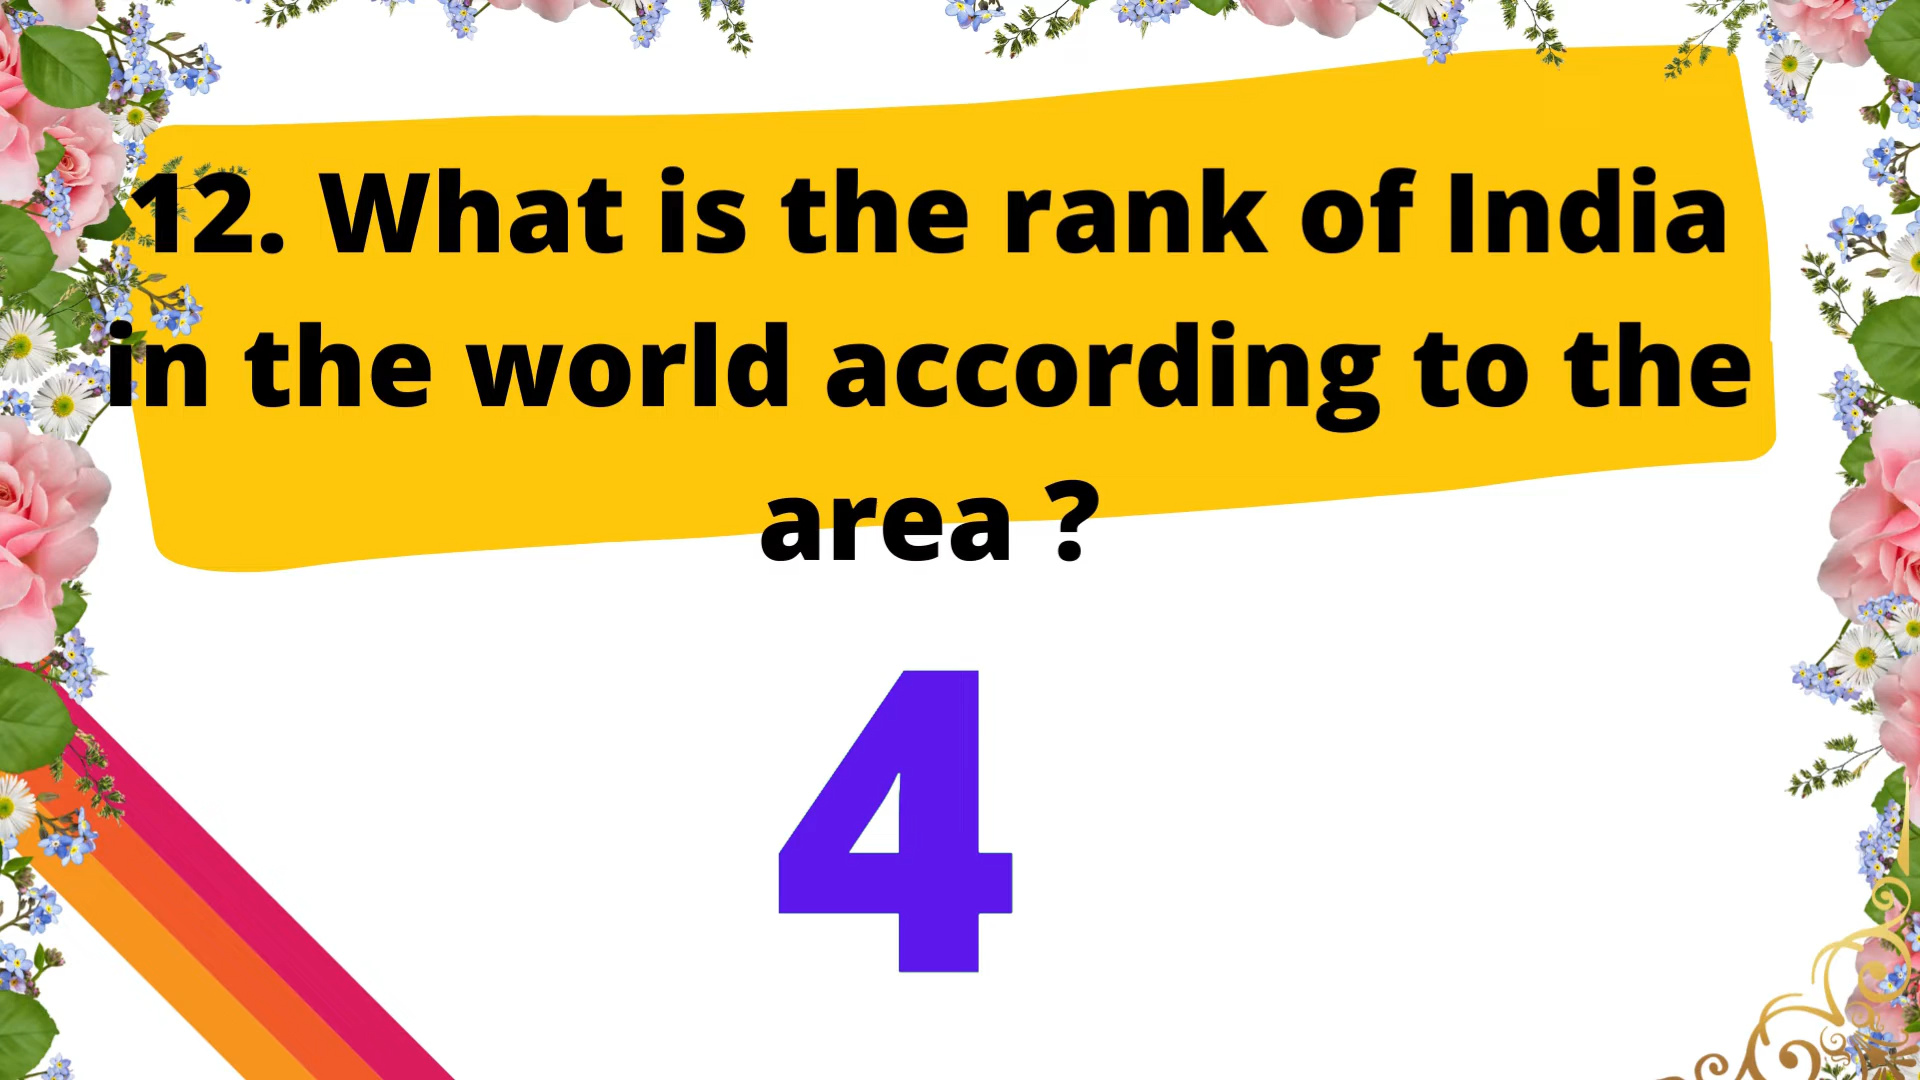 12. What is the rank of India
in the world according to the
area ?
4